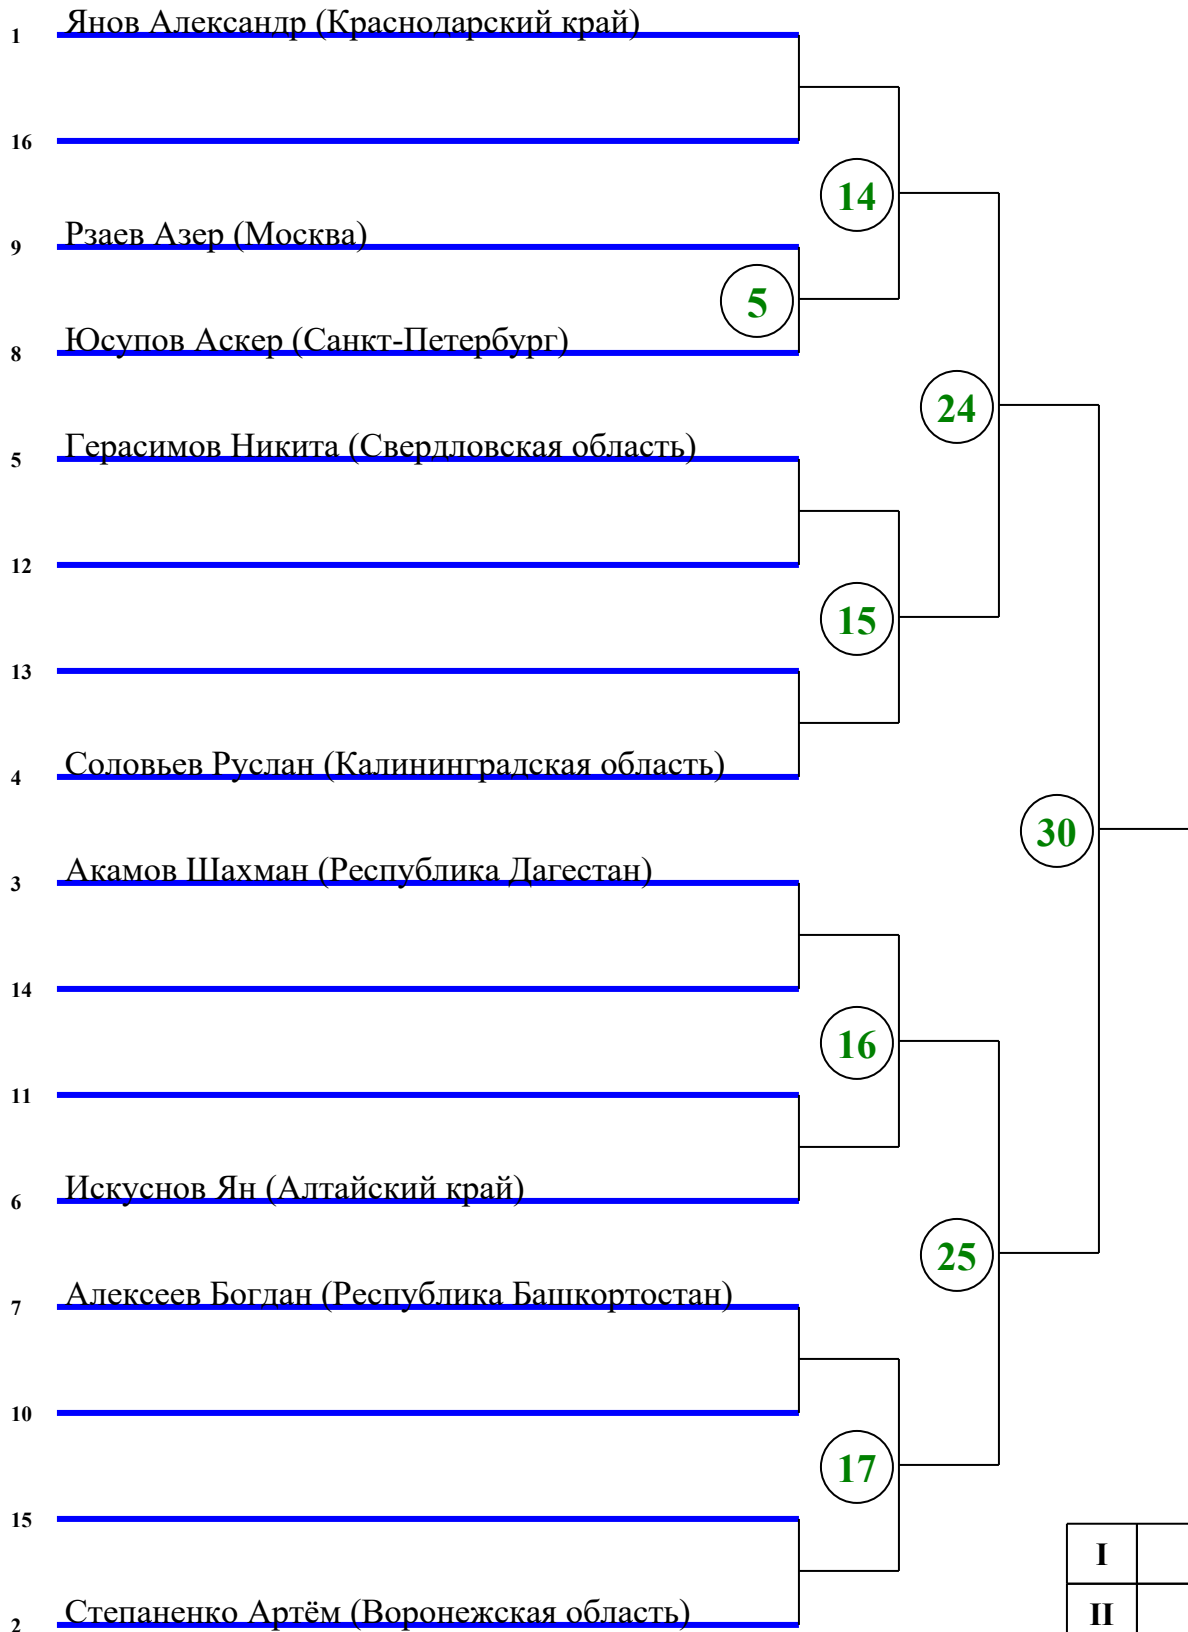 1 Янов Александр (Краснодарский край)
16
14
9 Рзаев Азер (Москва)
5
8 Юсупов Аскер (Санкт-Петербург)
24
5 Герасимов Никита (Свердловская область)
12
15
13
4 Соловьев Руслан (Калининградская область)
30
3 Акамов Шахман (Республика Дагестан)
14
16
11
6 Искуснов Ян (Алтайский край)
25
7 Алексеев Богдан (Республика Башкортостан)
10
17
15
I
2 Степаненко Артём (Воронежская область)
II